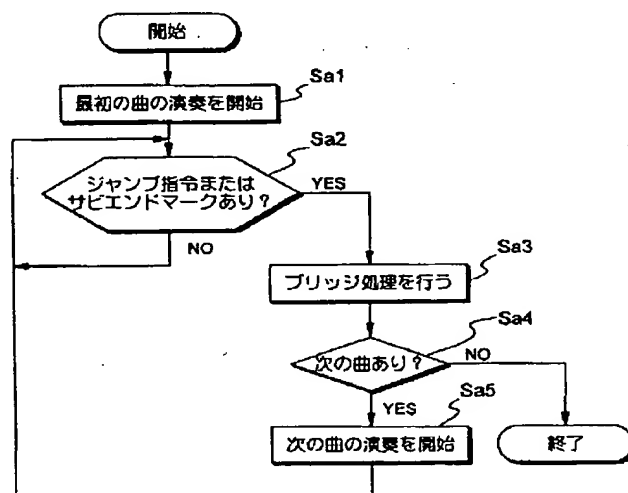 開始
Sa1
最初の曲の演奏を開始
Sa2
ジャンプ指令または
サビエンドマークあり？
YES
NO
Sa3
ブリッジ処理を行う
Sa4
次の曲あり？
NO
YES
Sa5
次の曲の演奏を開始
終了